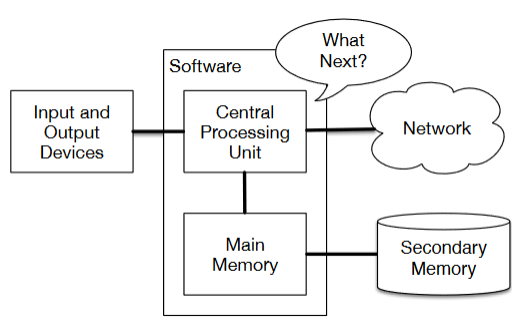 What
Next?
Software
Input and
Output
Devices
Central
Processing
Unit
Network
Main
Memory
Secondary
Memory